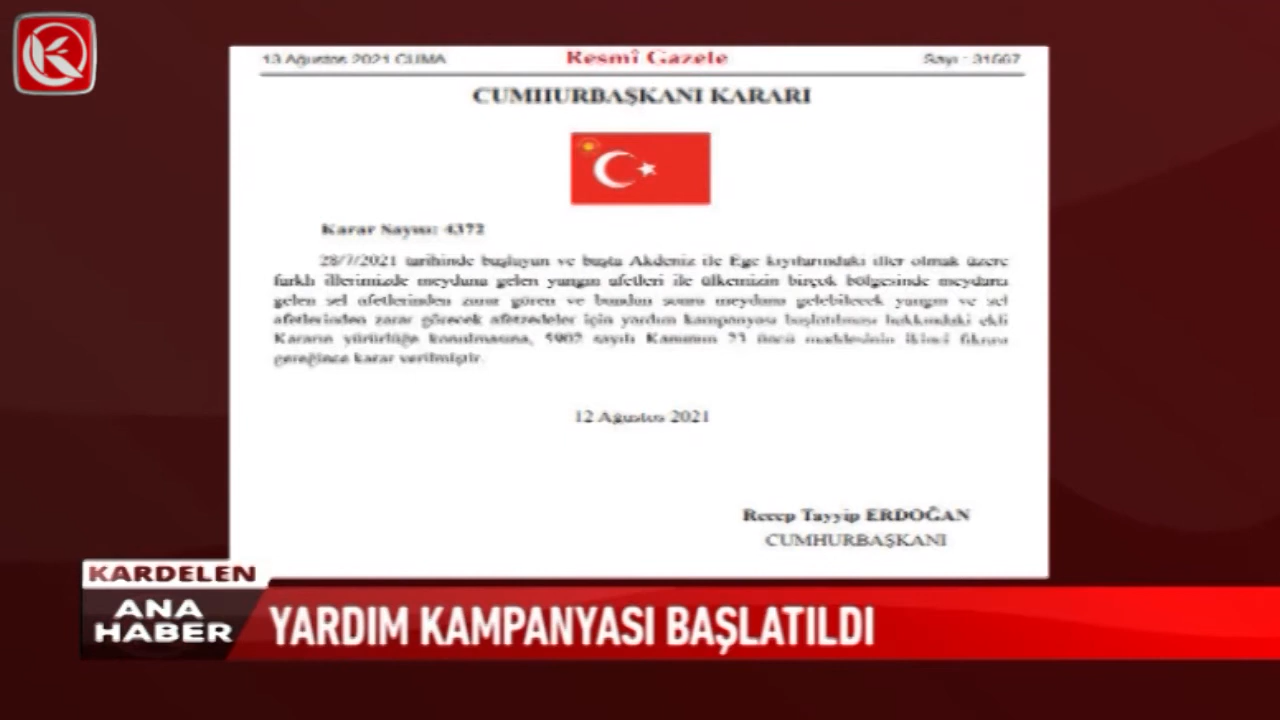 13 Ağustos 2021 CUMA
Resmî Gazete
Sayı : 31567
CUMHURBAŞKANI KARARI
Karar Sayısı: 4372
28/7/2021 tarihinde başlayan ve başta Akdeniz ile Ege kıyılarındaki iller olmak üzere
farklı illerimizde meydana gelen yangın afetleri ile ülkemizin birçok bölgesinde meydana
gelen sel afetlerinden zarar gören ve bundan sonra meydana gelebilecek yangın ve sel
afetlerinden zarar görecek afetzedeler için yardım kampanyası başlatılması hakkındaki ekli
Kararın yürürlüğe konulmasına, 5902 sayılı Kanunun 23 üncü maddesinin ikinci fıkrası
gereğince karar verilmiştir.
12 Ağustos 2021
Recep Tayyip ERDOĞAN
CUMHURBAŞKANI
KARDELEN
ANA
HABER
YARDIM KAMPANYASI BAŞLATILDI